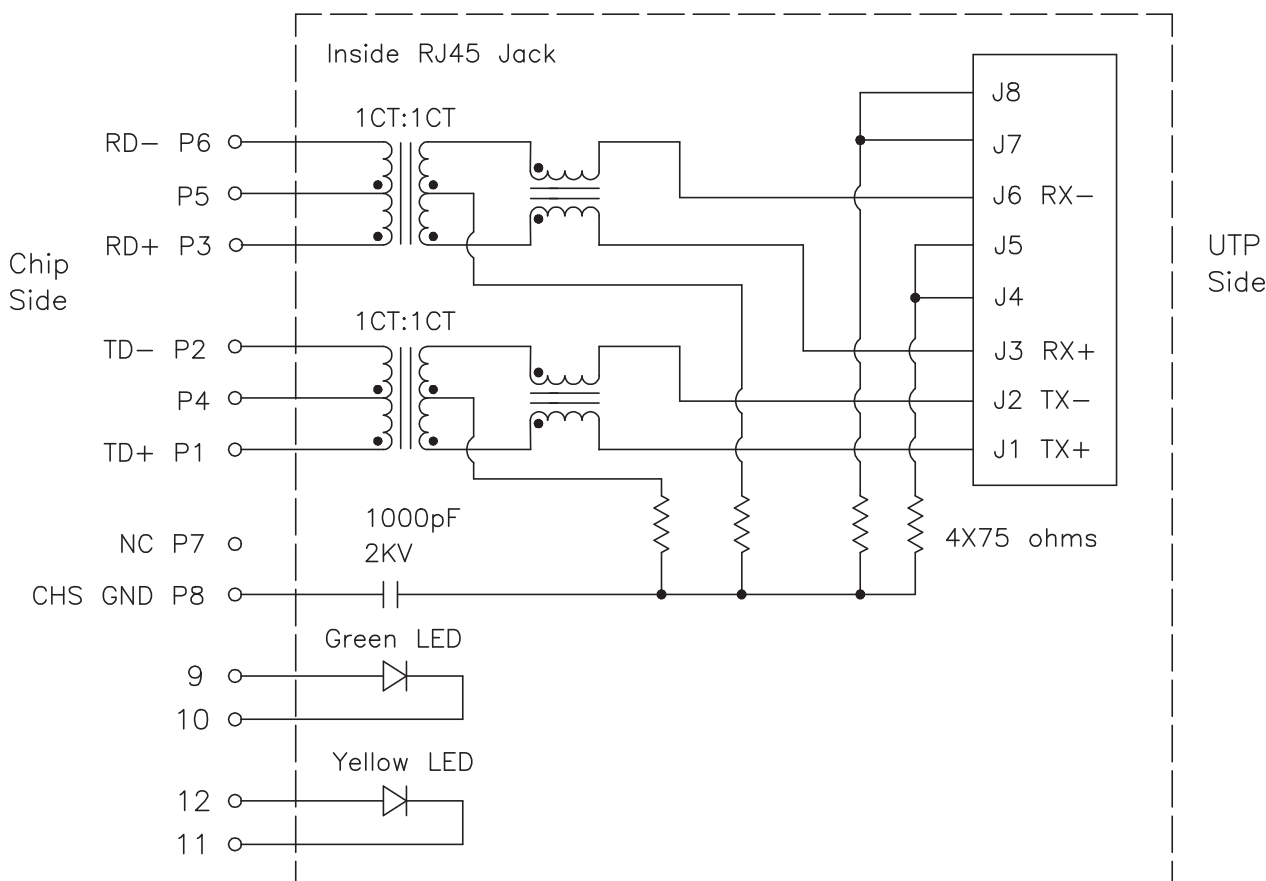 Inside RJ45 Jack
1CT:1CT
RD- P6
P5
RD+ P3
Chip
Side
1CT:1CT
TD- P2
P4
TD+ P1
NC P7
1000pF
2KV
CHS GND P8
Green LED
9
10
Yellow LED
12
11
J8
J7
J6 RX-
J5
J4
J3 RX+
J2 TX-
J1 TX+
4X75 ohms
UTP
Side